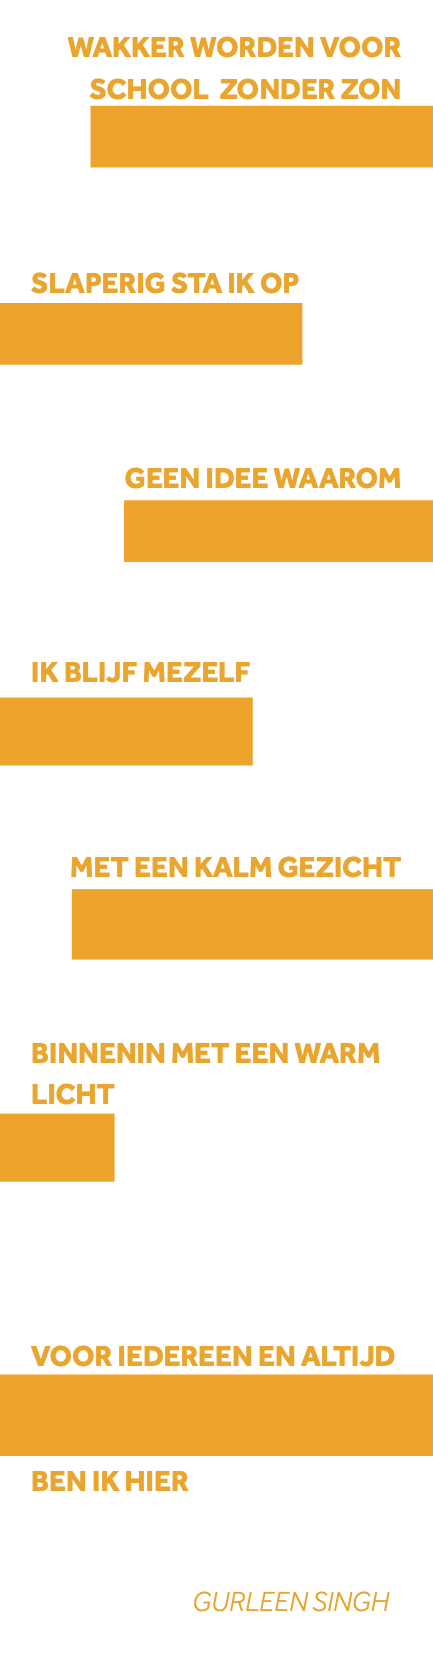 WAKKER WORDEN VOOR
SCHOOL ZONDER ZON
SLAPERIG STA IK OP
GEEN IDEE WAAROM
IK BLIJF MEZELF
MET EEN KALM GEZICHT
BINNENIN MET EEN WARM
LICHT
VOOR IEDEREEN EN ALTIJD
BEN IK HIER
GURLEEN SINGH